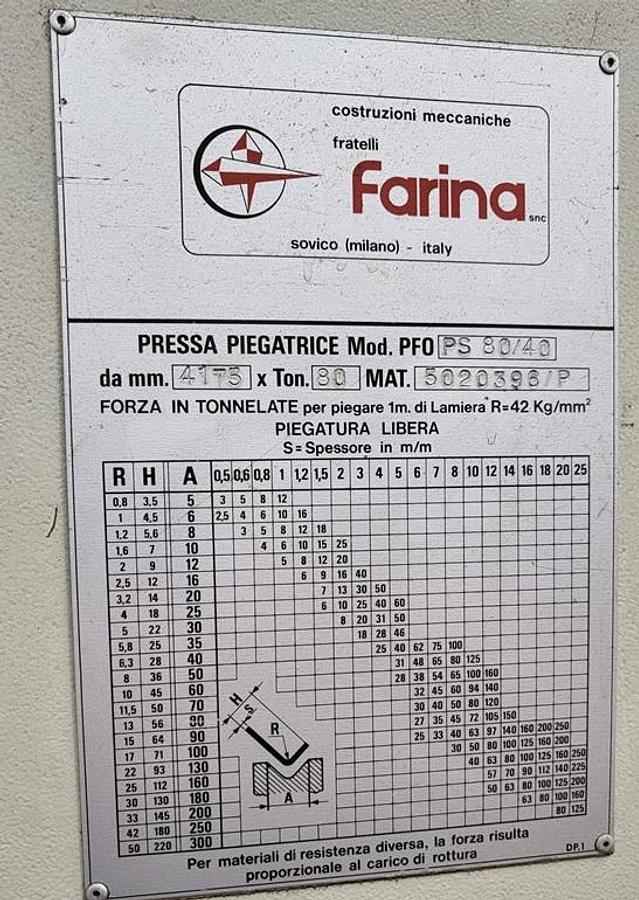 costruzioni meccaniche
fratelli
Farina snc
sovico (milano) - italy
PRESSA PIEGATRICE Mod. PFO PS 80/40
da mm. 4175 x Ton. 80 MAT. 5020396/P
FORZA IN TONNELATE per piegare 1m. di Lamiera R=42 Kg/mm²
PIEGATURA LIBERA
S=Spessore in m/m
R H A 0,5 0,6 0,8 1 1,2 1,5 2 3 4 5 6 7 8 10 12 14 16 18 20 25
0,8 3,5 5 3 5 8 12
1 4,5 6 2,5 4 6 10 16
1,2 5,6 8 3 5 8 12 18
1,6 7 10 4 6 10 15 25
2 9 12 5 8 12 20
2,5 12 16 6 9 16 40
3,2 14 20 7 13 30 50
4 18 25 6 10 25 40 60
5 22 30 8 20 31 50
5,8 25 35 18 28 46
6,3 28 40 25 40 62 75 100
8 36 50 31 48 65 80 125
10 45 60 28 38 54 65 100 160
11,5 50 70 32 45 60 94 140
13 56 80 30 40 50 80 120
15 64 90 27 35 45 72 105 150
17 71 100 25 33 40 63 97 140 160 200 250
22 93 130 30 50 80 100 125 160 200
25 112 160 40 63 80 100 125 160 250
30 130 180 57 70 90 112 140 225
33 145 200 50 63 80 100 125 200
42 180 250 63 80 100 160
50 220 300 80 125
H
S
R
A
Per materiali di resistenza diversa, la forza risulta
proporzionale al carico di rottura
DP.1